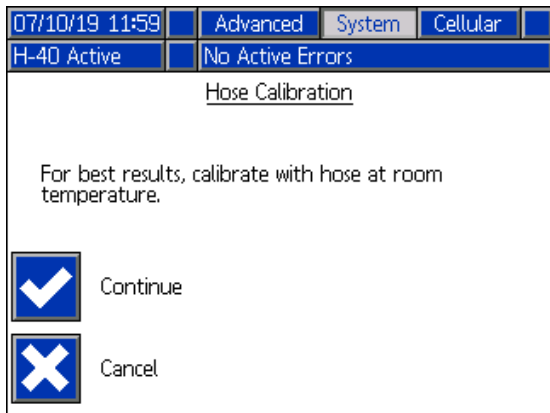 07/10/19 11:59 Advanced System Cellular
H-40 Active No Active Errors
Hose Calibration
For best results, calibrate with hose at room
temperature.
Continue
Cancel